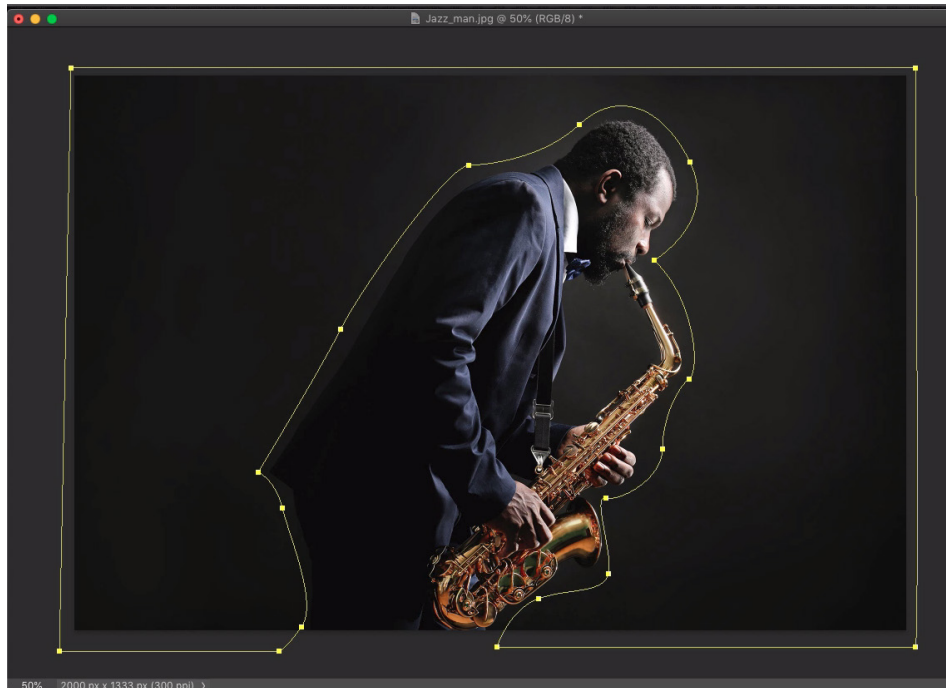 Jazz_man.jpg @ 50% (RGB/8) *
50% 2000 px x 1333 px (300 ppi) >